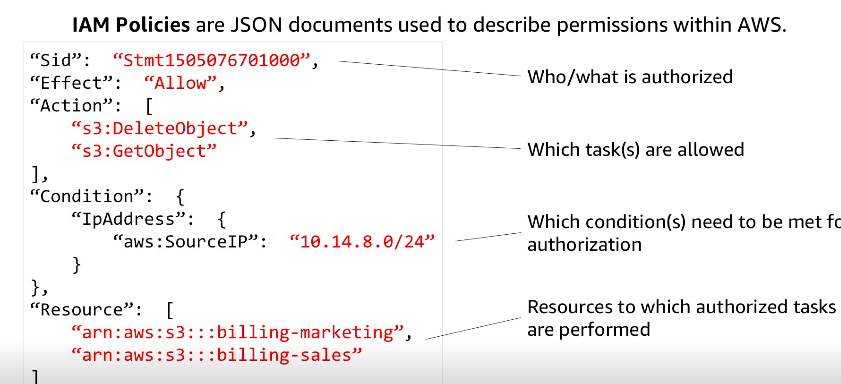 IAM Policies are JSON documents used to describe permissions within AWS.
“Sid”: “Stmt1505076701000”,
“Effect”: “Allow”,
“Action”: [
“s3:DeleteObject”,
“s3:GetObject”
],
“Condition”: {
“IpAddress”: {
“aws:SourceIP”: “10.14.8.0/24”
}
},
“Resource”: [
“arn:aws:s3:::billing-marketing”,
“arn:aws:s3:::billing-sales”
]
Who/what is authorized
Which task(s) are allowed
Which condition(s) need to be met fo
authorization
Resources to which authorized tasks
are performed